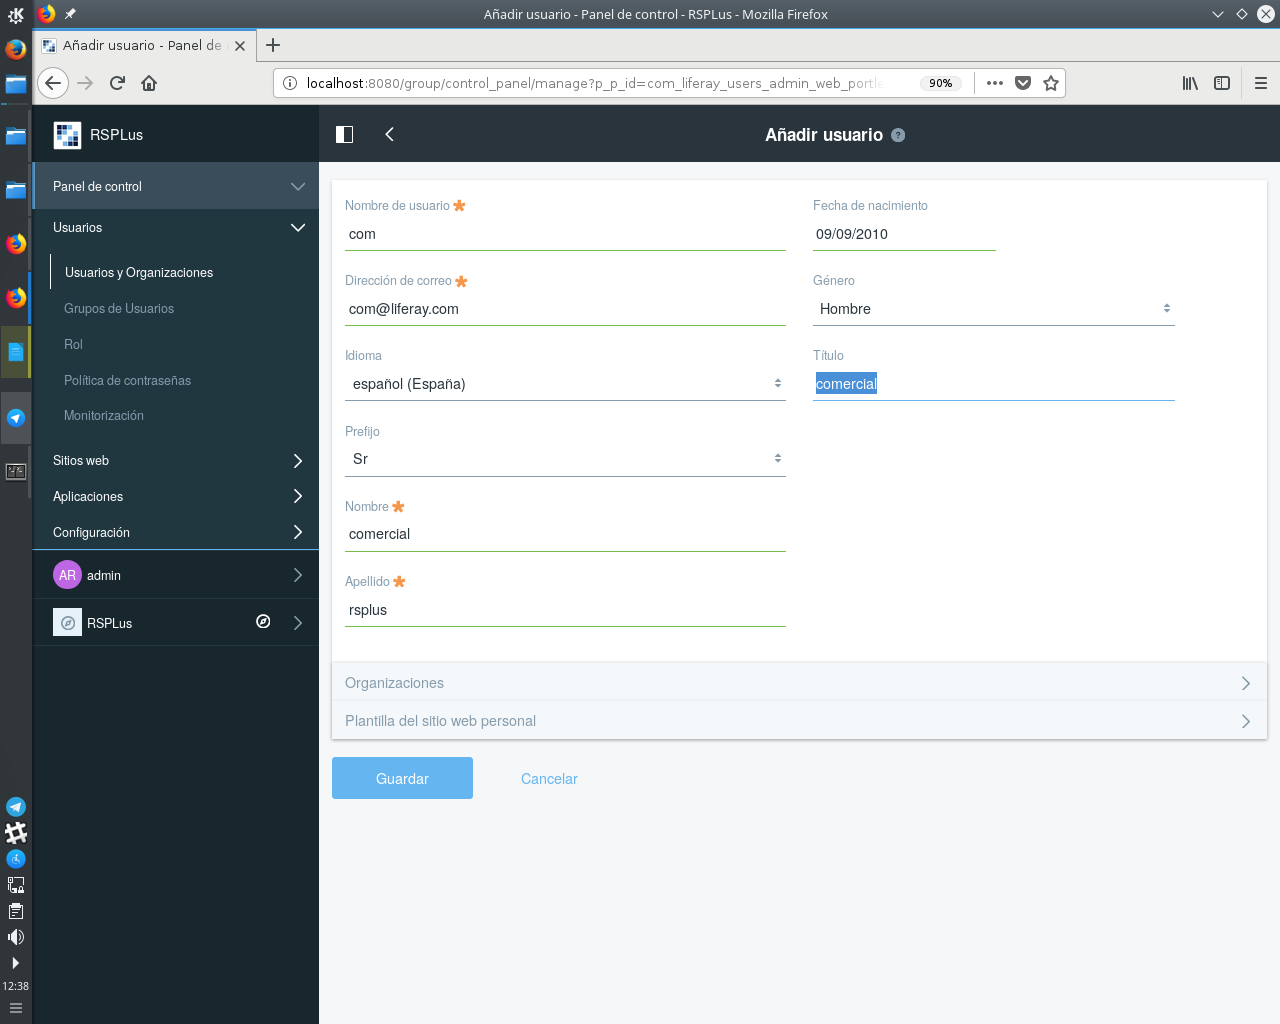 Añadir usuario - Panel de control - RSPLus - Mozilla Firefox
Añadir usuario - Panel de
localhost:8080/group/control_panel/manage?p_p_id=com_liferay_users_admin_web_portle
90%
RSPLus
Añadir usuario ?
Panel de control
Usuarios
Usuarios y Organizaciones
Grupos de Usuarios
Rol
Política de contraseñas
Monitorización
Sitios web
Aplicaciones
Configuración
AR admin
RSPLus
Nombre de usuario
com
Fecha de nacimiento
09/09/2010
Dirección de correo
com@liferay.com
Género
Hombre
Idioma
español (España)
Título
comercial
Prefijo
Sr
Nombre
comercial
Apellido
rsplus
Organizaciones
Plantilla del sitio web personal
Guardar
Cancelar
12:38